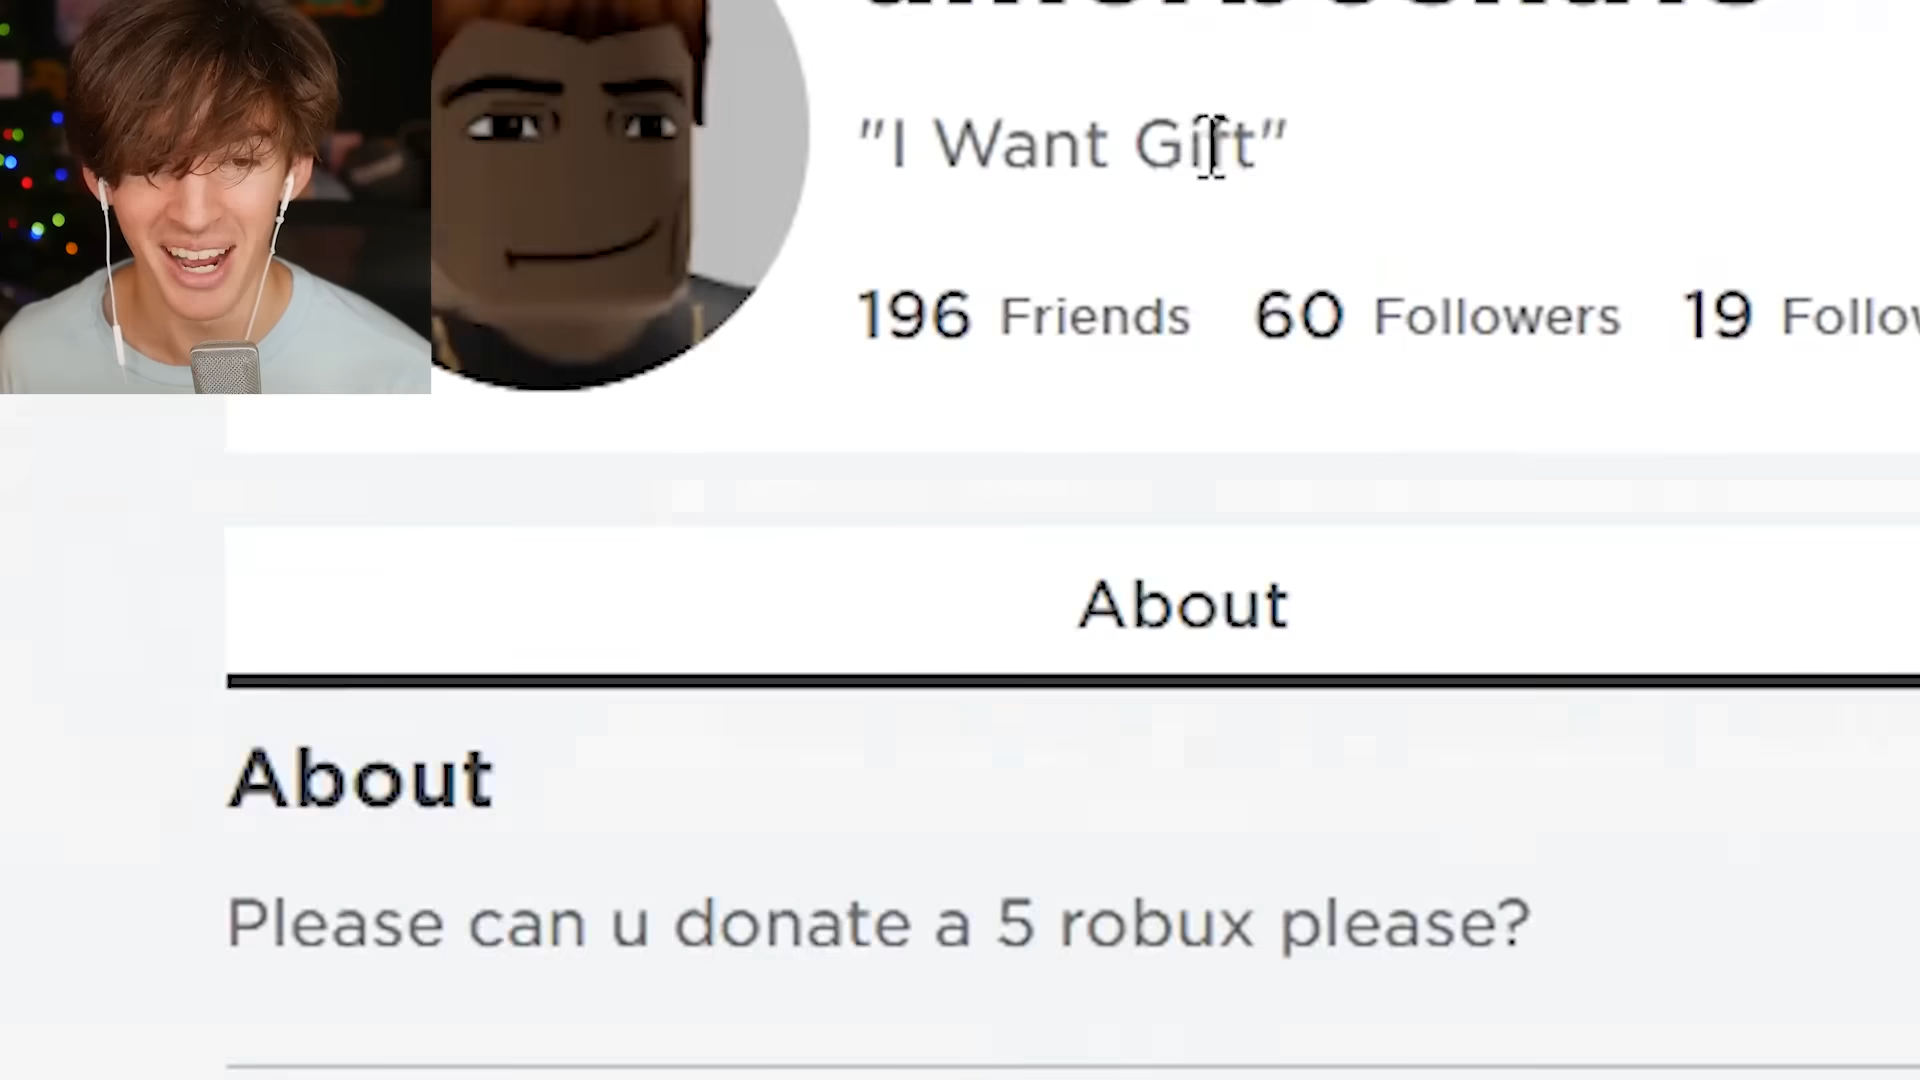 "I Want Gift"
196 Friends 60 Followers 19
About
About
Please can u donate a 5 robux please?